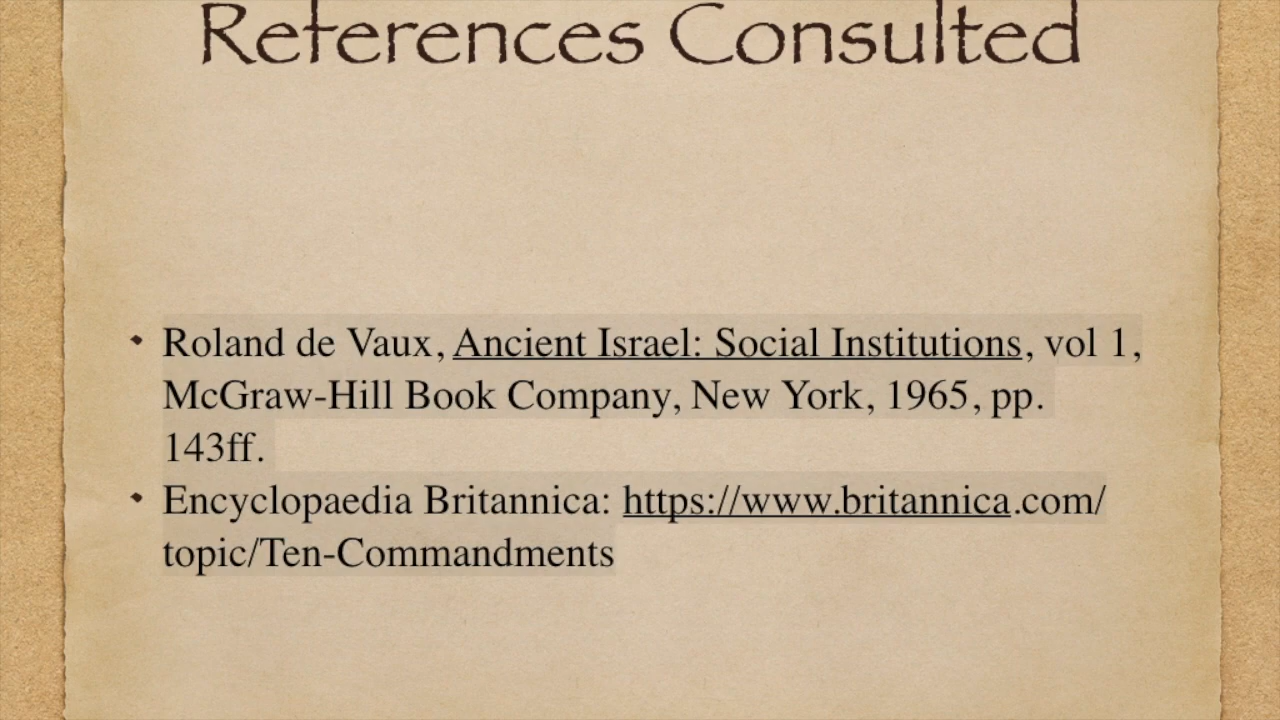 References Consulted
• Roland de Vaux, Ancient Israel: Social Institutions, vol 1,
McGraw-Hill Book Company, New York, 1965, pp.
143ff.
• Encyclopaedia Britannica: https://www.britannica.com/
topic/Ten-Commandments